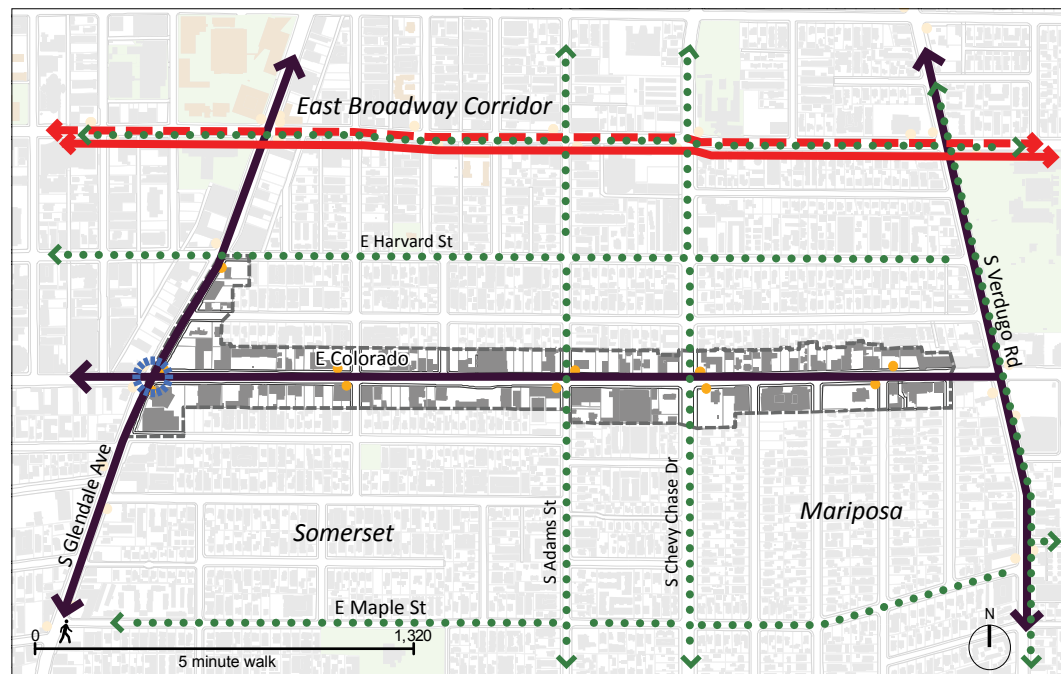 East Broadway Corridor
E Harvard St
S Verdugo Rd
E Colorado
S Glendale Ave
Somerset
S Adams St
S Chevy Chase Dr
Mariposa
E Maple St
0
1,320
5 minute walk
N